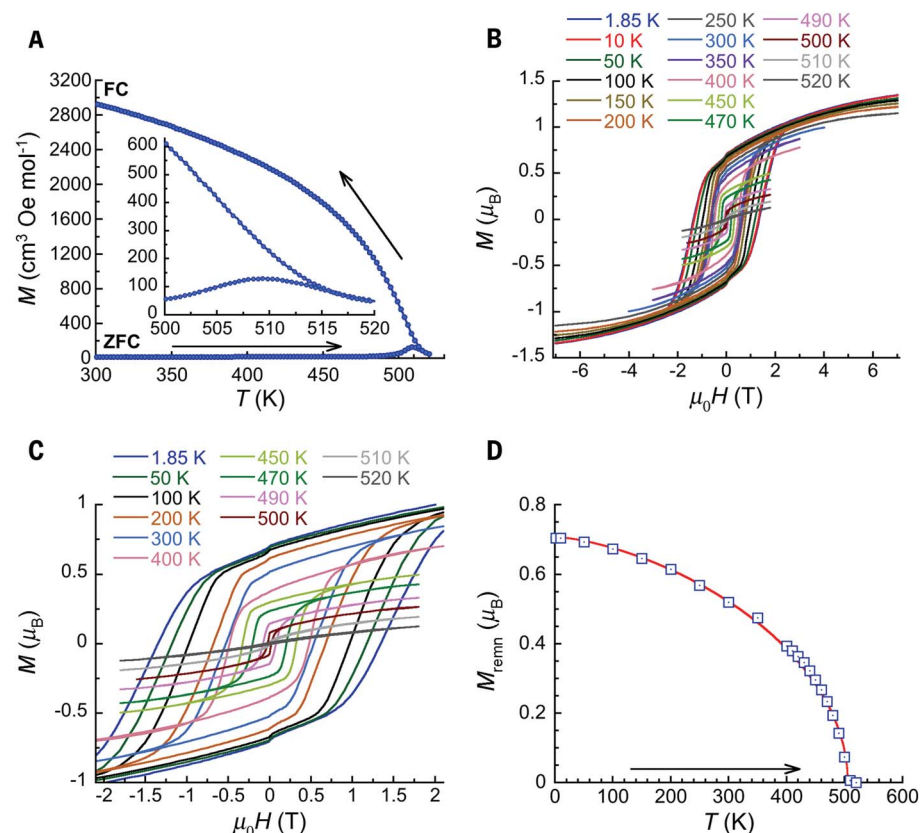 A
3200
2800
2400
2000
1600
1200
800
400
0
M (cm³ Oe mol⁻¹)
FC
ZFC
600
500
400
300
200
100
0
500 505 510 515 520
300 350 400 450 500
T (K)
B
1.85 K 250 K 490 K
10 K 300 K 500 K
50 K 350 K 510 K
100 K 400 K 520 K
150 K 450 K
200 K 470 K
1.5
1
0.5
0
-0.5
-1.0
-1.5
M (μB)
-6 -4 -2 0 2 4 6
μ₀H (T)
C
1.85 K 450 K 510 K
50 K 470 K 520 K
100 K 490 K
200 K 500 K
300 K
400 K
1
0.5
0
-0.5
-1
M (μB)
-2 -1.5 -1 -0.5 0 0.5 1 1.5 2
μ₀H (T)
D
0.8
0.6
0.4
0.2
0
Mremn (μB)
0 100 200 300 400 500 600
T (K)